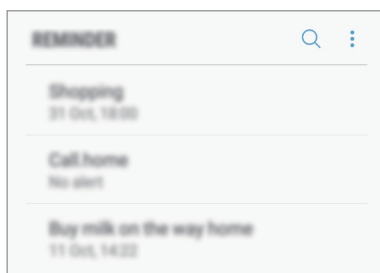 REMINDER
Shopping
31 Oct, 18:00
Call home
No alert
Buy milk on the way home
11 Oct, 14:22